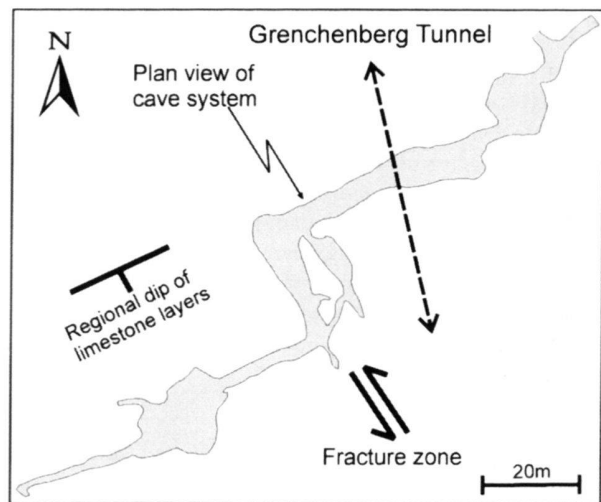 N
Grenchenberg Tunnel
Plan view of
cave system
Regional dip of
limestone layers
Fracture zone
20m